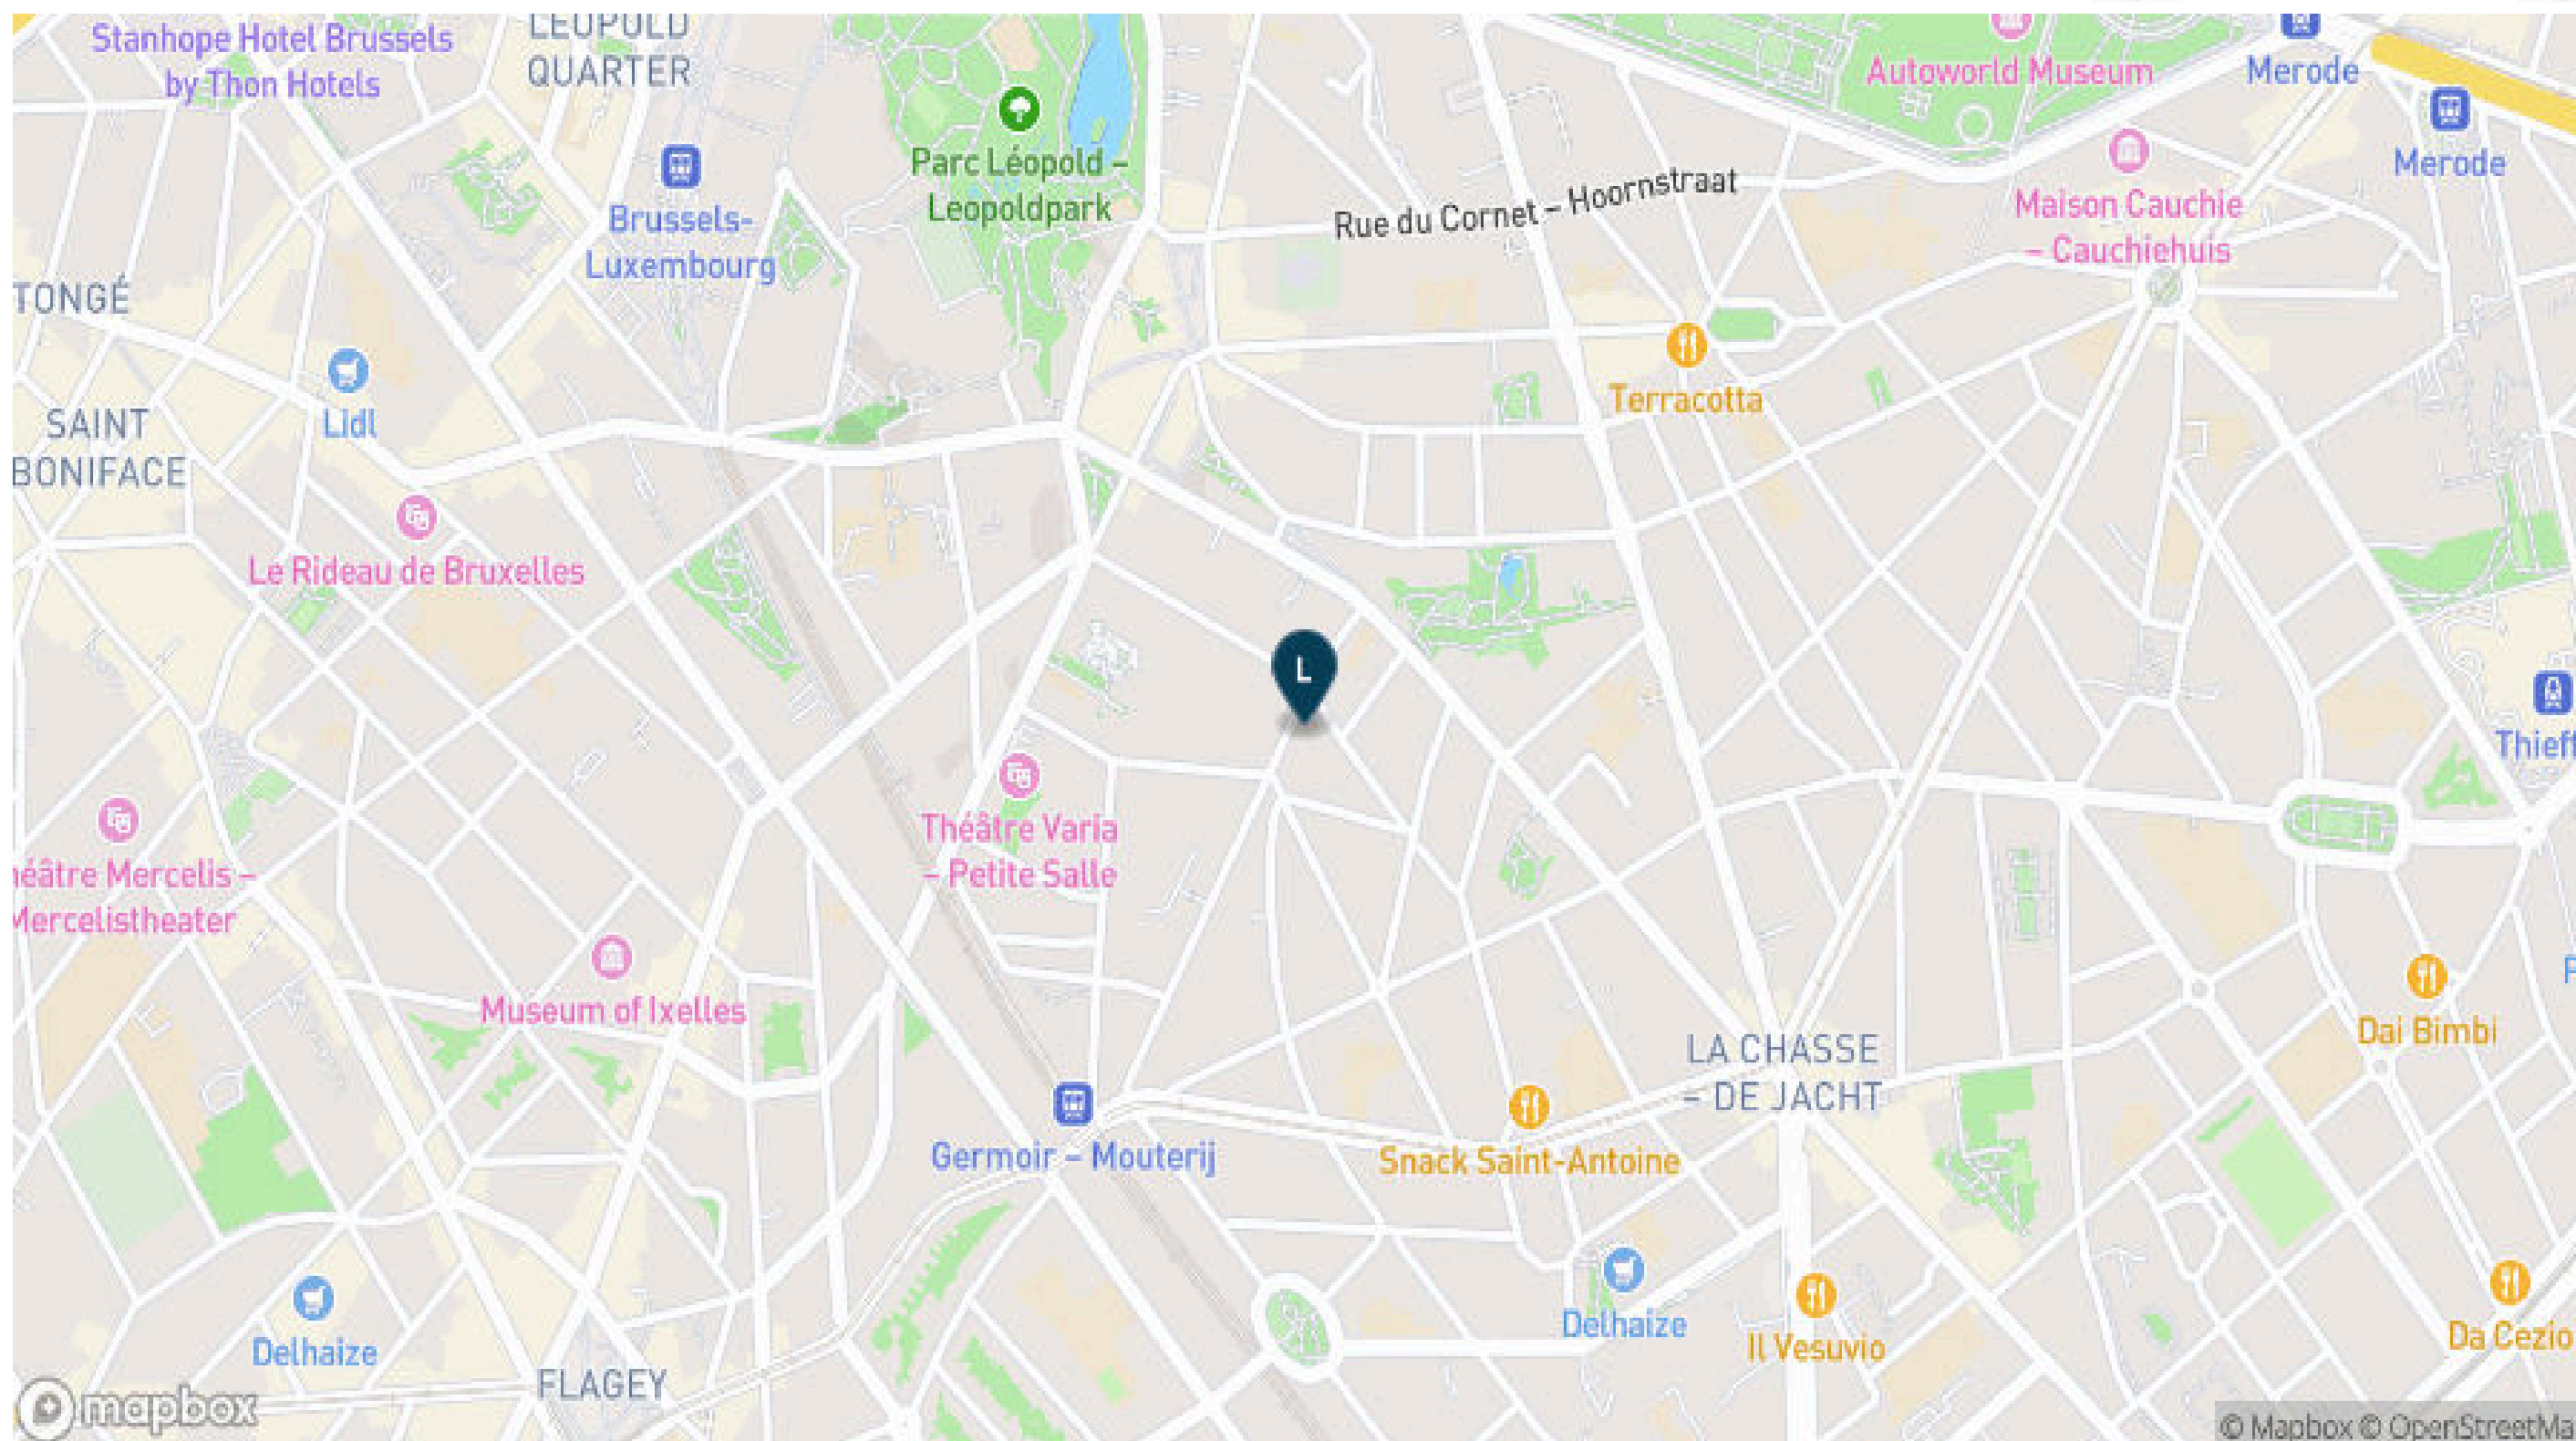 LEOPOLD
QUARTER
Stanhope Hotel Brussels
by Thon Hotels
Autoworld Museum
Merode
Merode
Parc Léopold –
Leopoldpark
Brussels-
Luxembourg
Rue du Cornet – Hoornstraat
Maison Cauchie
– Cauchiehuis
TONGÉ
Lidl
Terracotta
SAINT
BONIFACE
Le Rideau de Bruxelles
L
Thieff
Théâtre Varia
– Petite Salle
héâtre Mercelis –
Mercelistheater
Museum of Ixelles
Dai Bimbi
LA CHASSE
– DE JACHT
Germoir – Mouterij
Snack Saint-Antoine
Delhaize
Il Vesuvio
Da Cezio
Delhaize
FLAGEY
mapbox
© Mapbox © OpenStreetMa